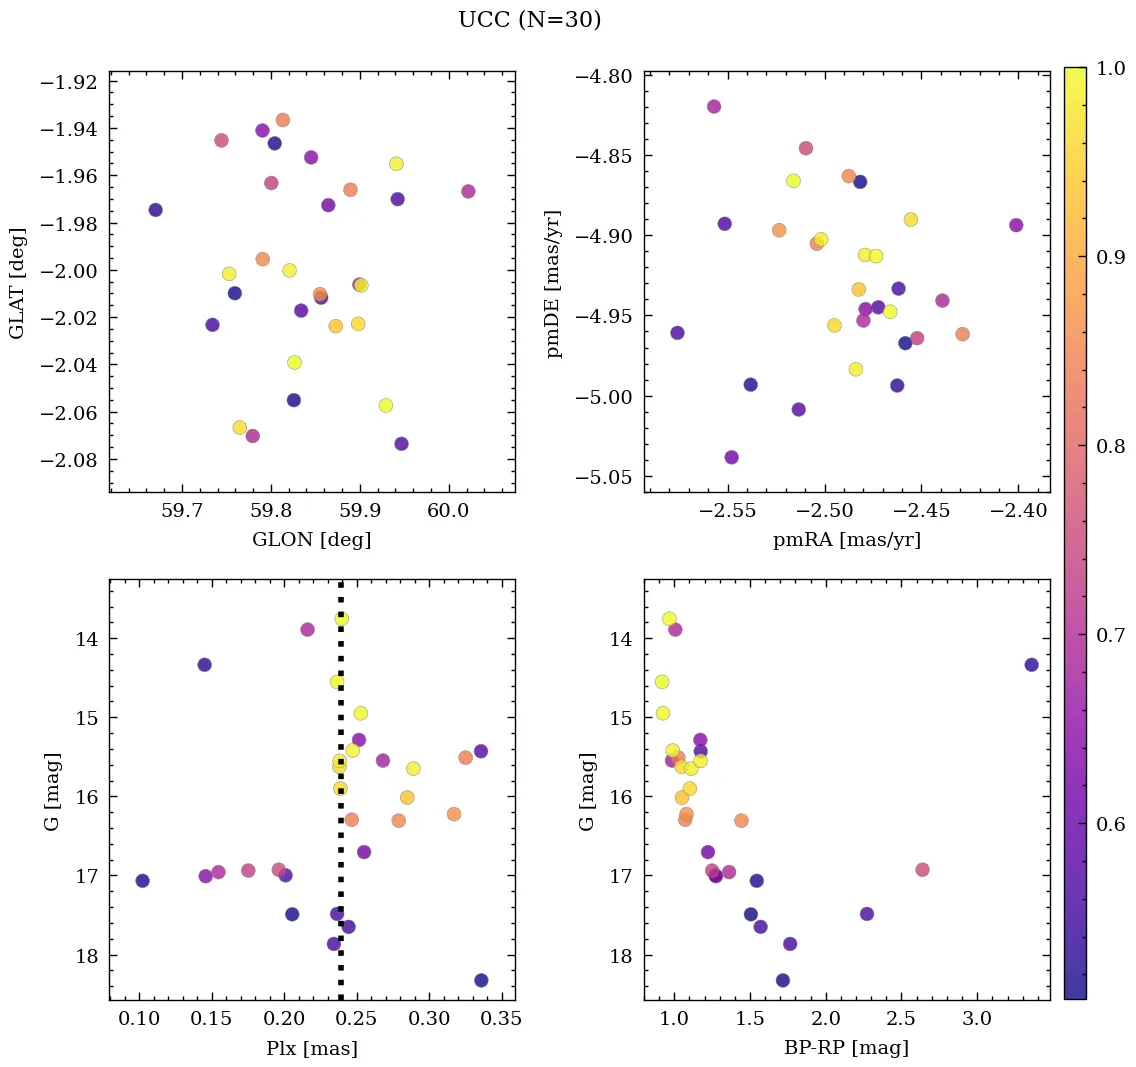 UCC (N=30)
−1.92
−1.94
−1.96
−1.98
−2.00
−2.02
−2.04
−2.06
−2.08
GLAT [deg]
59.7 59.8 59.9 60.0
GLON [deg]
−4.80
−4.85
−4.90
−4.95
−5.00
−5.05
pmDE [mas/yr]
−2.55 −2.50 −2.45 −2.40
pmRA [mas/yr]
14
15
16
17
18
G [mag]
0.10 0.15 0.20 0.25 0.30 0.35
Plx [mas]
14
15
16
17
18
G [mag]
1.0 1.5 2.0 2.5 3.0
BP-RP [mag]
1.0
0.9
0.8
0.7
0.6